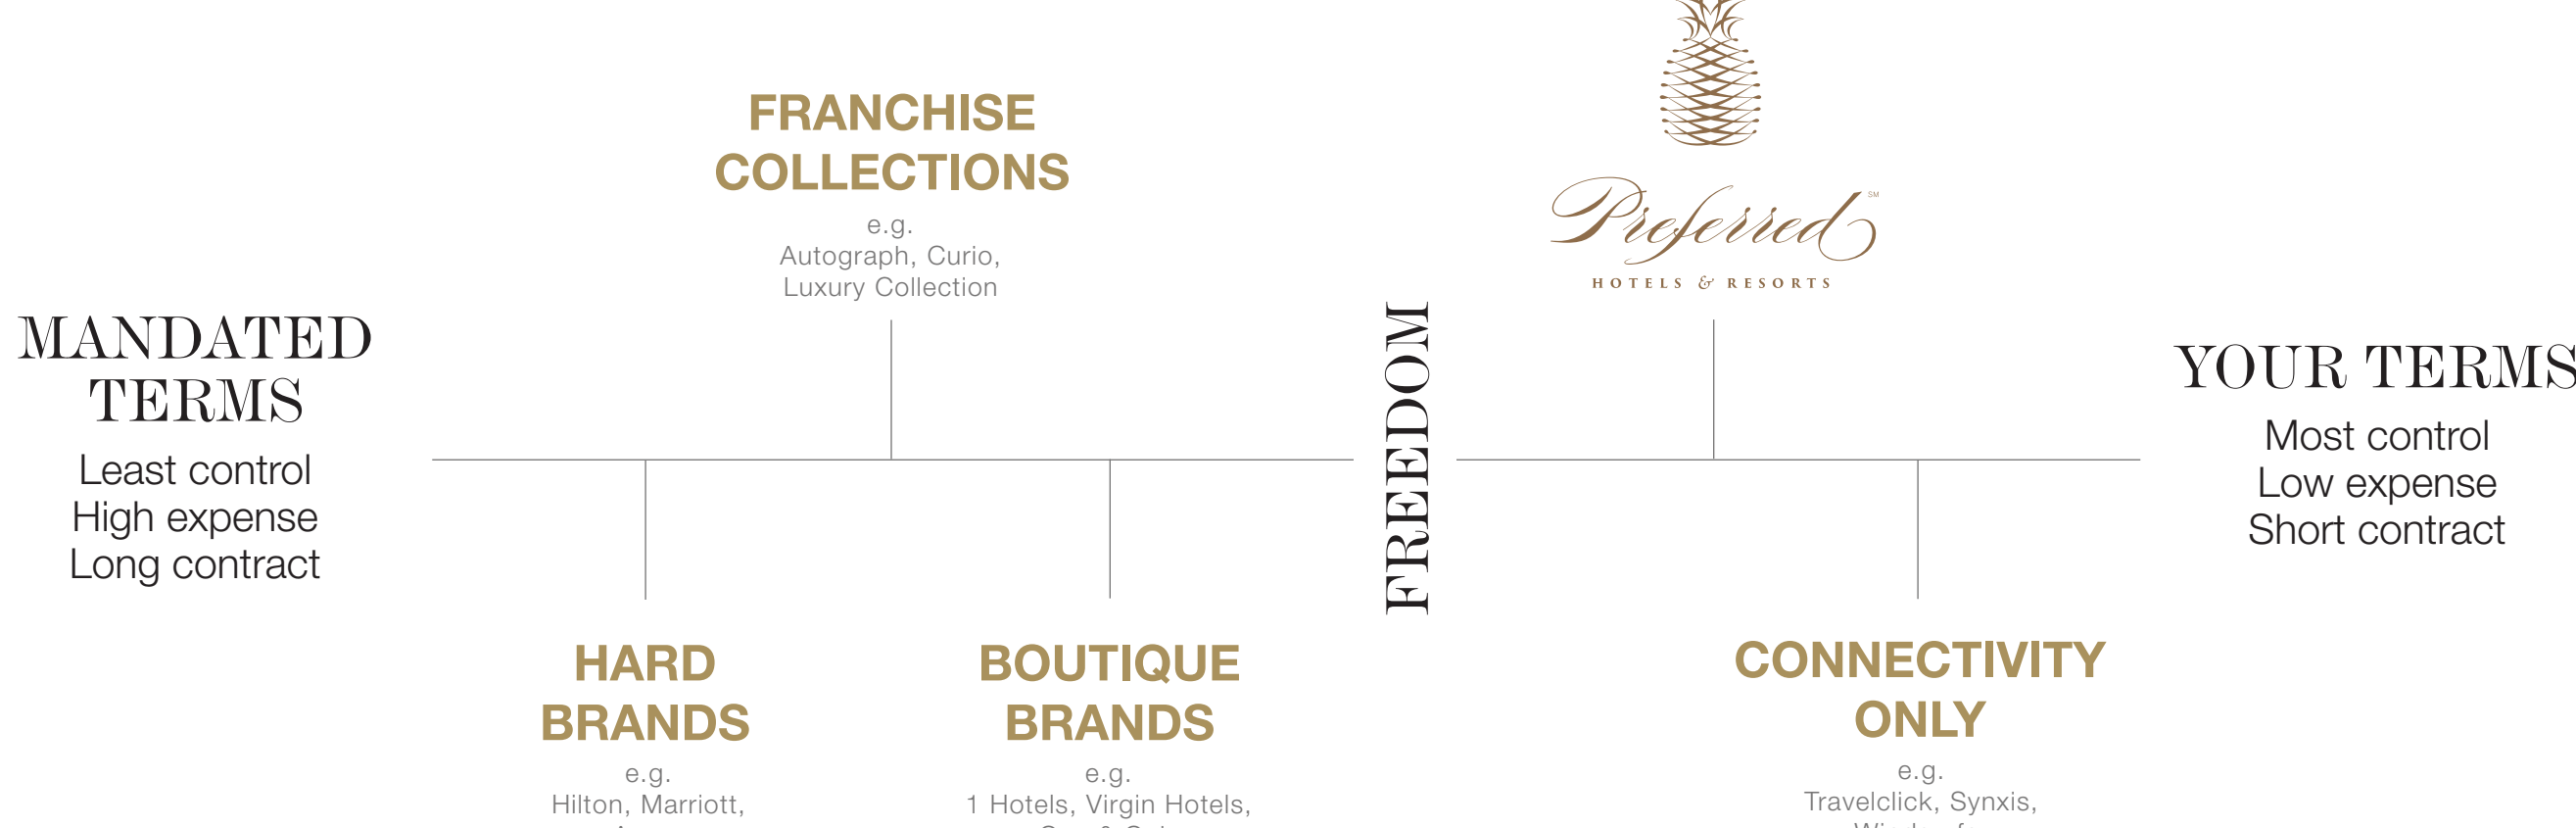 FRANCHISE
COLLECTIONS
e.g.
Autograph, Curio,
Luxury Collection
Preferred SM
HOTELS & RESORTS
MANDATED
TERMS
Least control
High expense
Long contract
FREEDOM
YOUR TERMS
Most control
Low expense
Short contract
HARD
BRANDS
e.g.
Hilton, Marriott,
BOUTIQUE
BRANDS
e.g.
1 Hotels, Virgin Hotels,
CONNECTIVITY
ONLY
e.g.
Travelclick, Synxis,